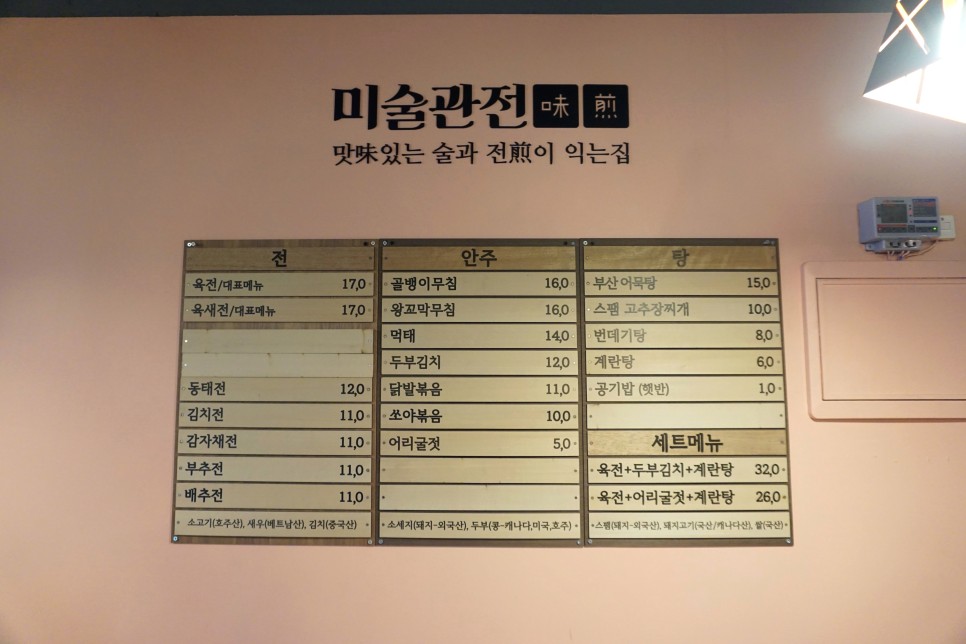 미술관전 味 煎
맛味있는 술과 전煎이 익는집
전
육전/대표메뉴 17,0
육새전/대표메뉴 17,0
동태전 12,0
김치전 11,0
감자채전 11,0
부추전 11,0
배추전 11,0
소고기(호주산), 새우(베트남산), 김치(중국산)
안주
골뱅이무침 16,0
왕꼬막무침 16,0
먹태 14,0
두부김치 12,0
닭발볶음 11,0
쏘야볶음 10,0
어리굴젓 5,0
소세지(돼지-외국산), 두부(콩-캐나다,미국,호주)
탕
부산어묵탕 15,0
스팸 고추장찌개 10,0
번데기탕 8,0
계란탕 6,0
공기밥 (햇반) 1,0
세트메뉴
육전+두부김치+계란탕 32,0
육전+어리굴젓+계란탕 26,0
스팸(돼지-외국산), 돼지고기(국산/캐나다산), 쌀(국산)